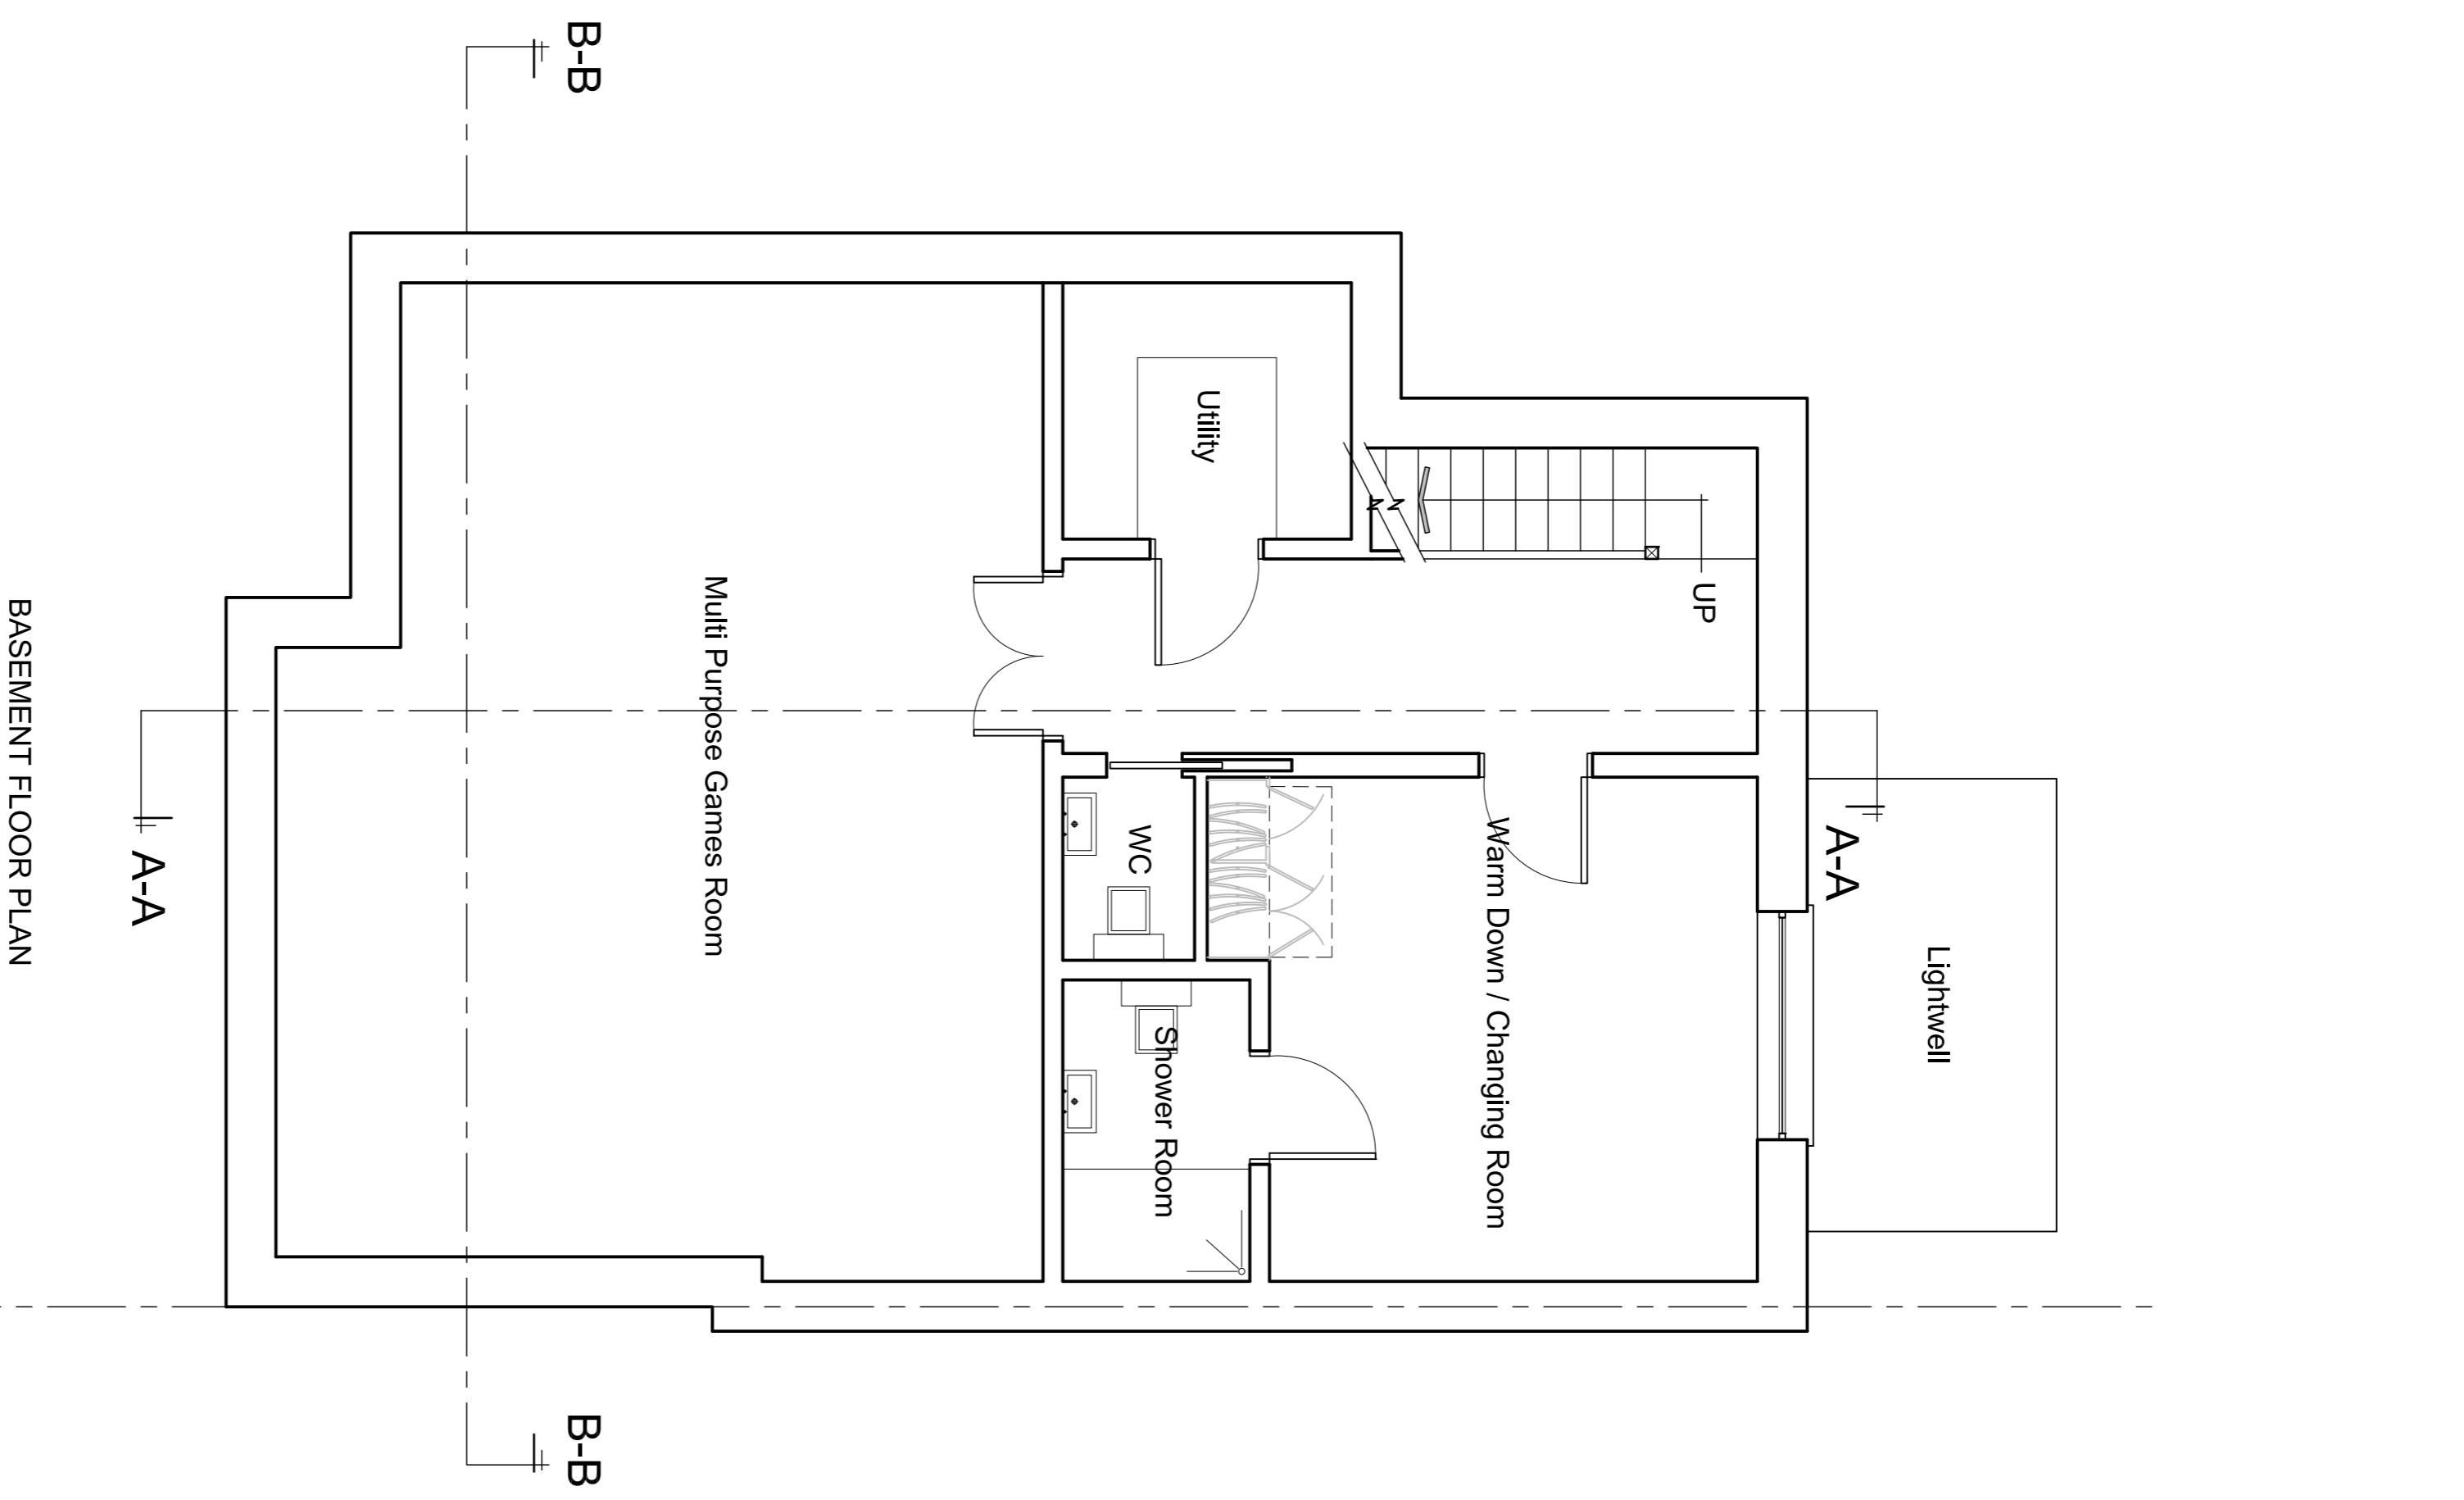 B-B
Utility
UP
Multi Purpose Games Room
WC
Warm Down / Changing Room
A-A
A-A
Lightwell
Shower Room
B-B
BASEMENT FLOOR PLAN